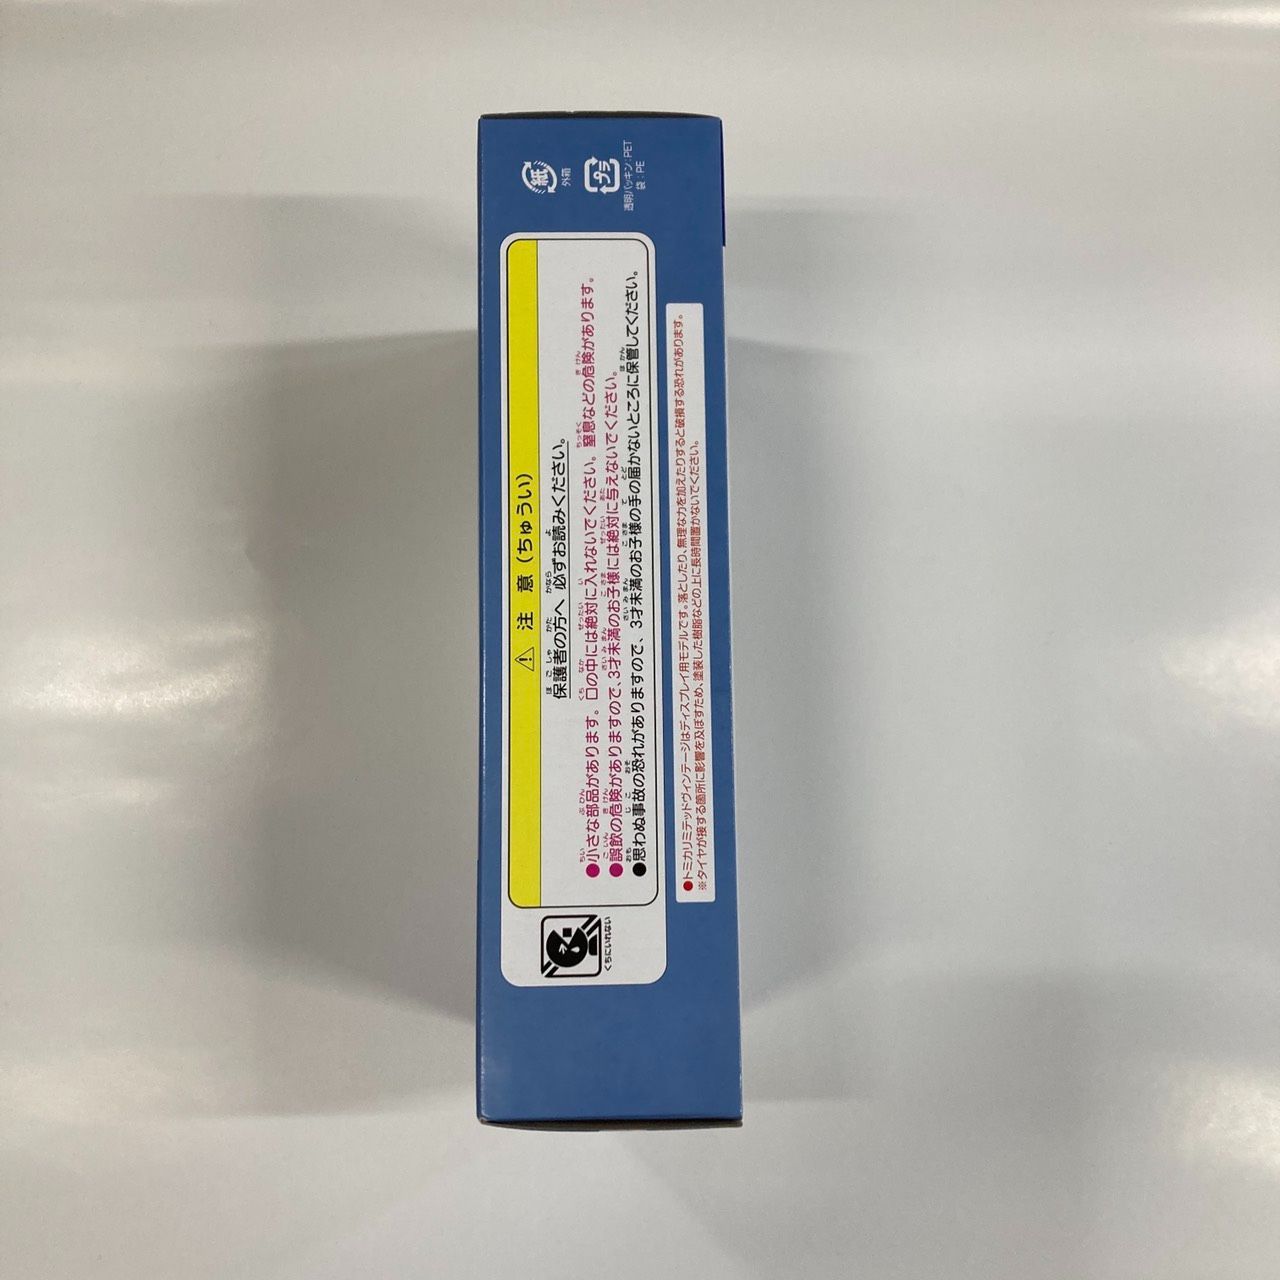 ⚠ 注 意 (ちゅうい)
保護者の方へ 必ずお読みください。
●小さな部品があります。口の中には絶対に入れないでください。窒息などの危険があります。
●誤飲の危険がありますので、3才未満のお子様には絶対に与えないでください。
●思わぬ事故の恐れがありますので、3才未満のお子様の手の届かないところに保管してください。
くちにいれない
●トミカリミテッドヴィンテージはディスプレイ用モデルです。落としたり、無理な力を加えたりすると破損する恐れがあります。
※タイヤが接する箇所に影響を及ぼすため、塗装した樹脂などの上に長時間置かないでください。
紙
外箱
プラ
透明パッキン:PET
袋:PE